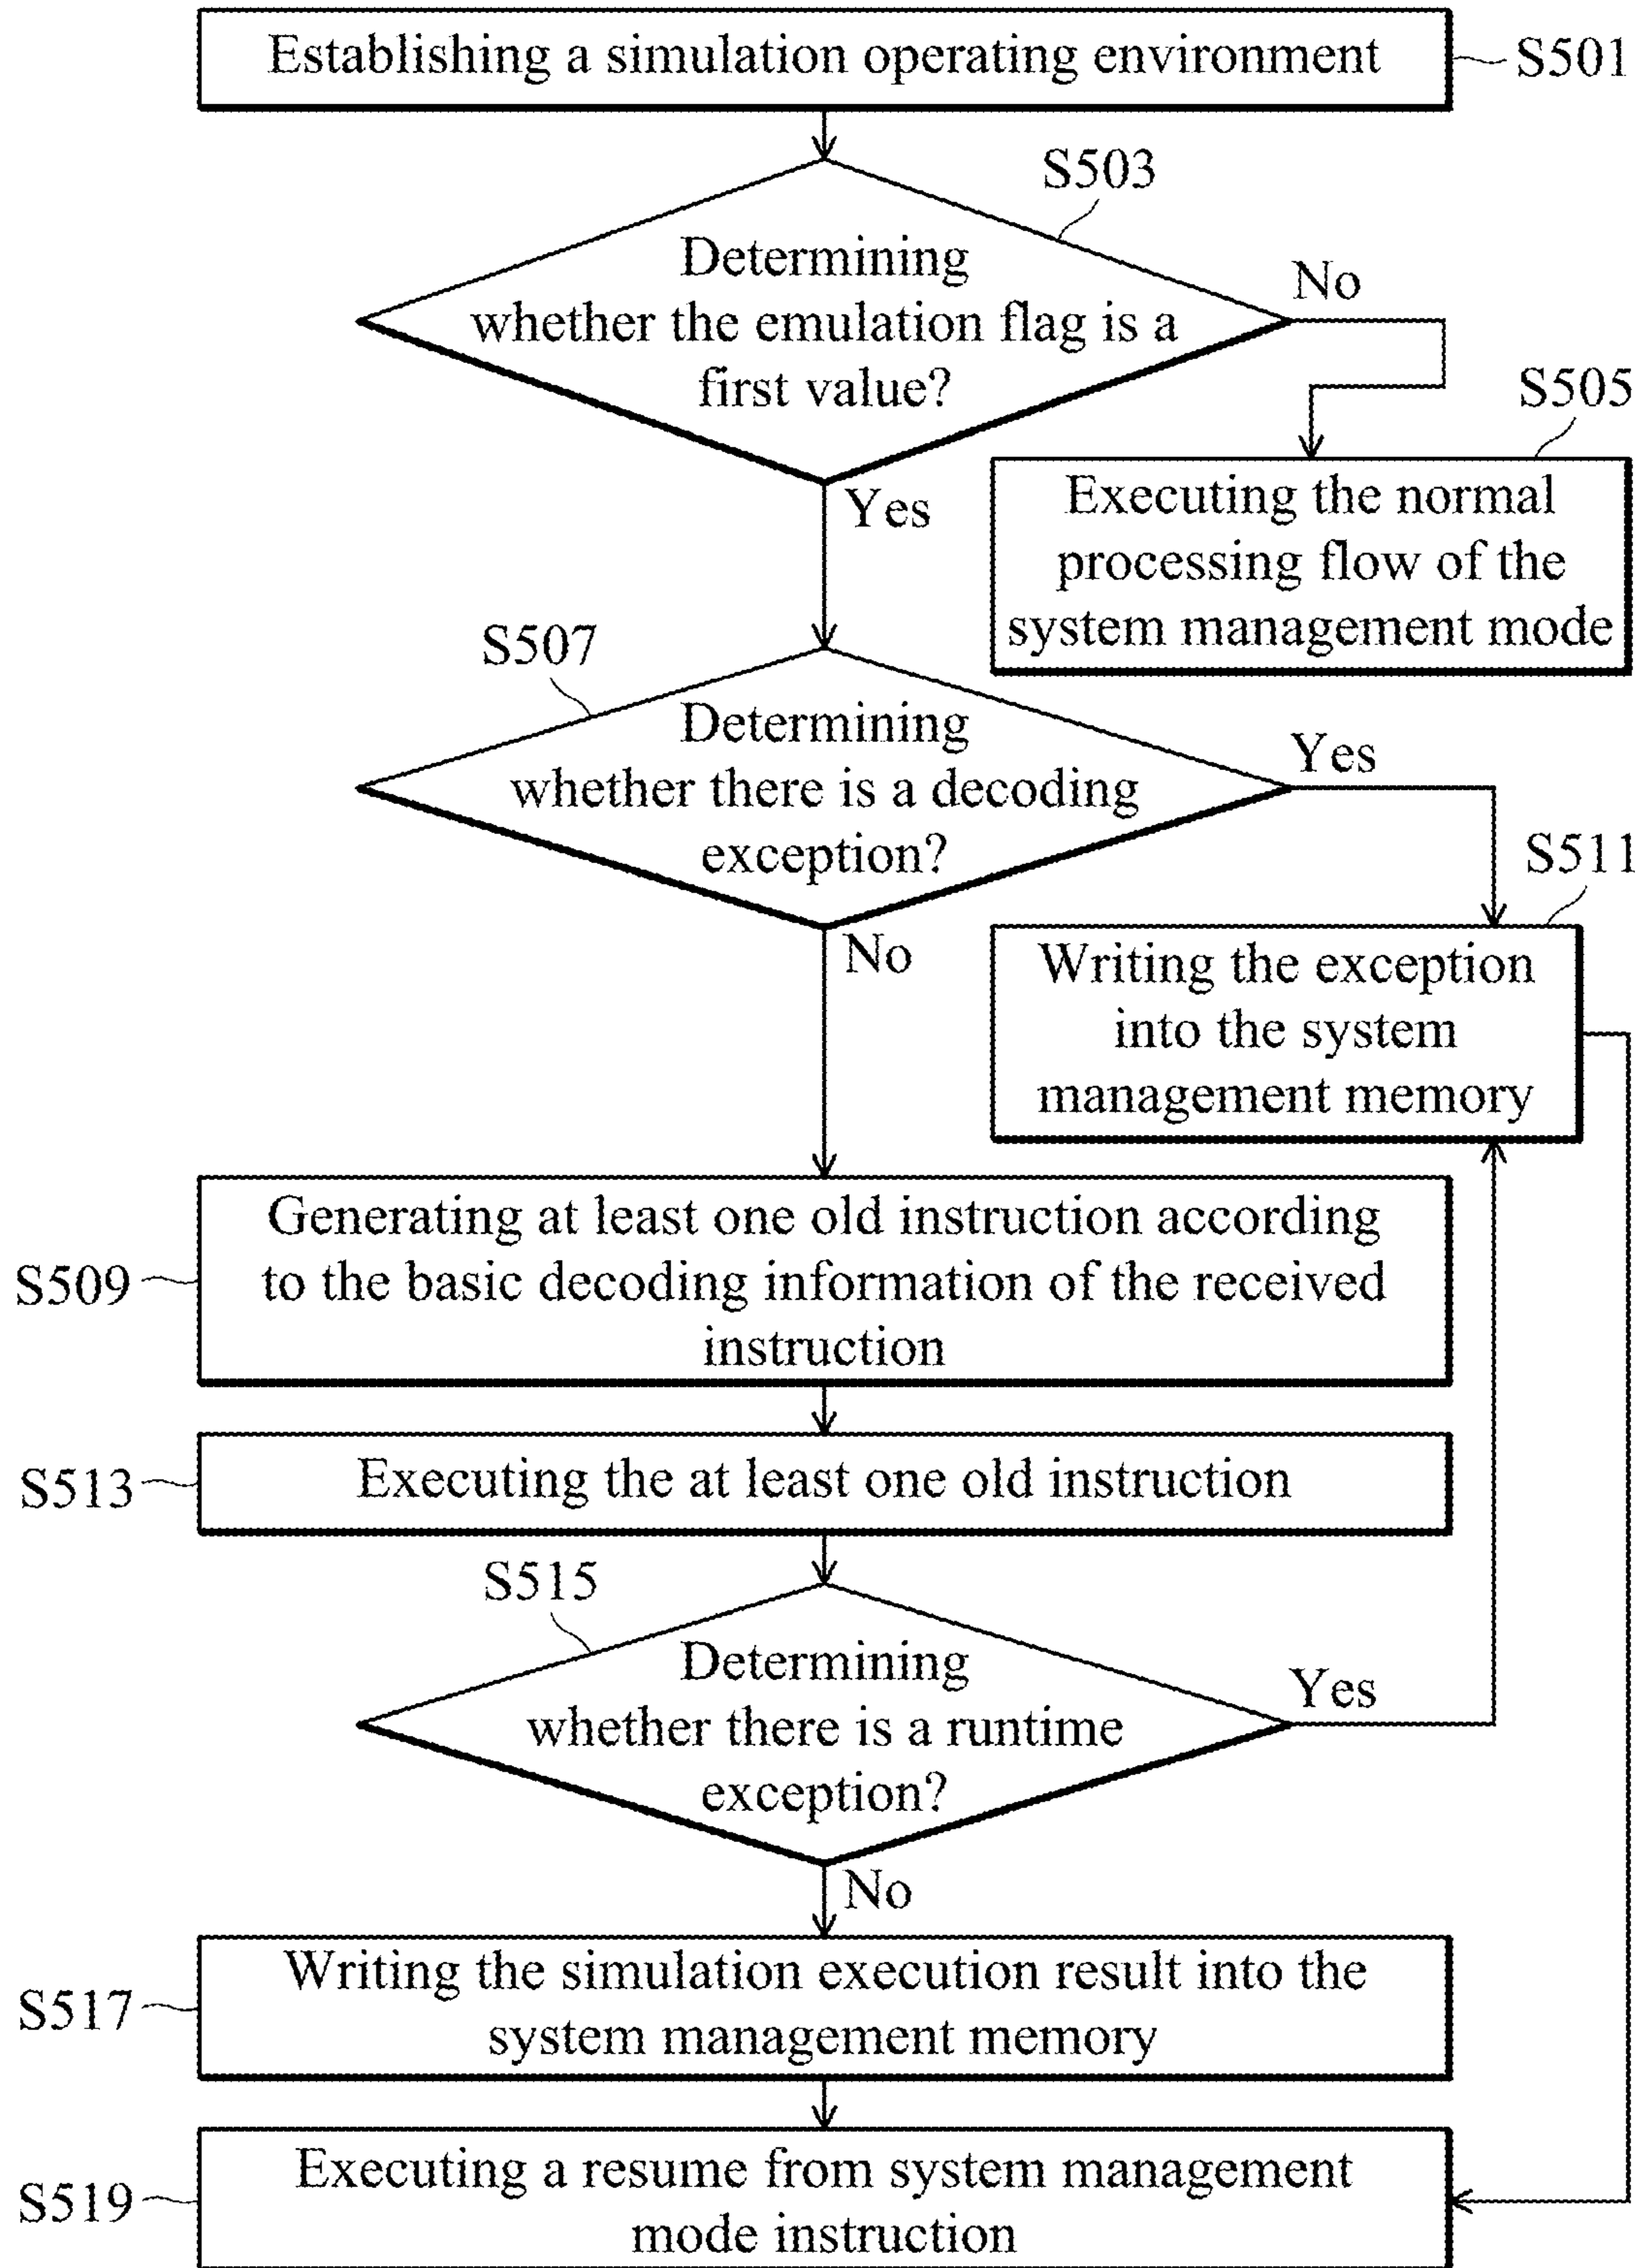 Establishing a simulation operating environment
S501
S503
Determining
whether the emulation flag is a
first value?
No
Yes
S505
Executing the normal
processing flow of the
system management mode
S507
Determining
whether there is a decoding
exception?
Yes
No
S511
Writing the exception
into the system
management memory
S509
Generating at least one old instruction according
to the basic decoding information of the received
instruction
S513
Executing the at least one old instruction
S515
Determining
whether there is a runtime
exception?
Yes
No
S517
Writing the simulation execution result into the
system management memory
S519
Executing a resume from system management
mode instruction